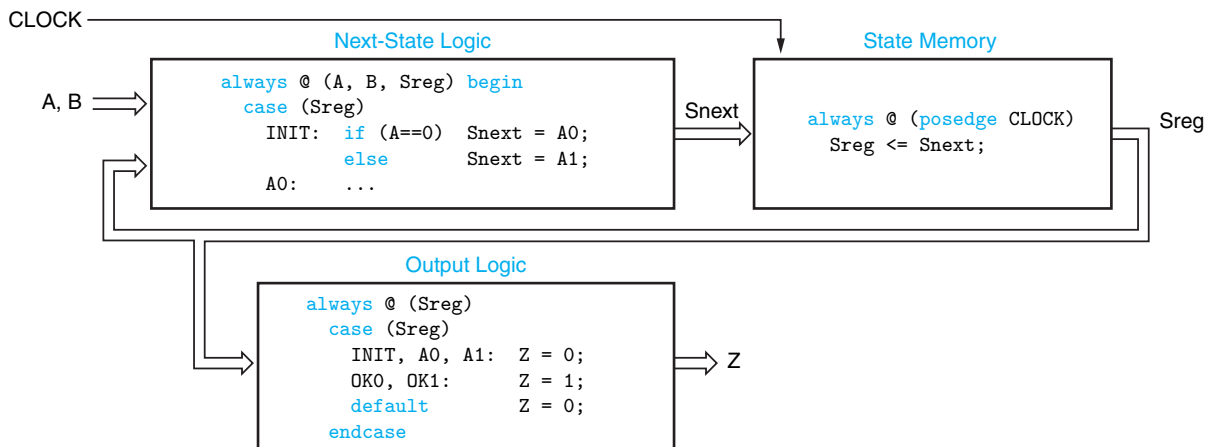 CLOCK
Next-State Logic
always @ (A, B, Sreg) begin
case (Sreg)
INIT: if (A==0) Snext = A0;
else Snext = A1;
A0: ...
A, B
Snext
State Memory
always @ (posedge CLOCK)
Sreg <= Snext;
Sreg
Output Logic
always @ (Sreg)
case (Sreg)
INIT, A0, A1: Z = 0;
OK0, OK1: Z = 1;
default Z = 0;
endcase
Z